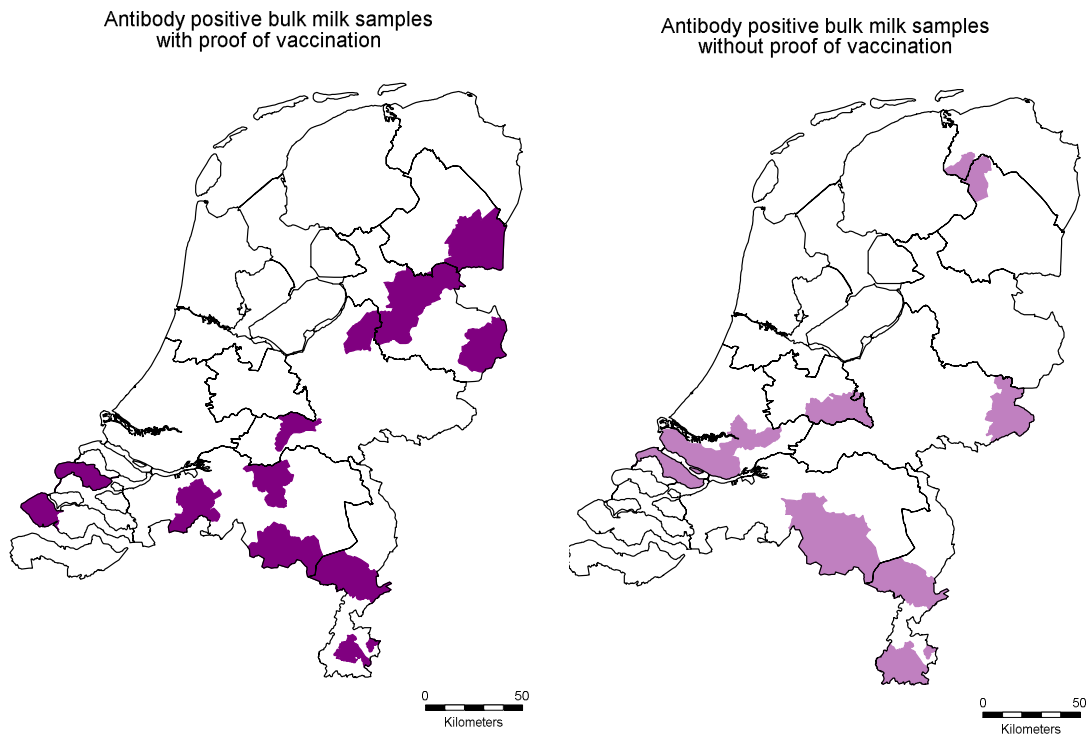 Antibody positive bulk milk samples
with proof of vaccination
Antibody positive bulk milk samples
without proof of vaccination
0 50
Kilometers
0 50
Kilometers